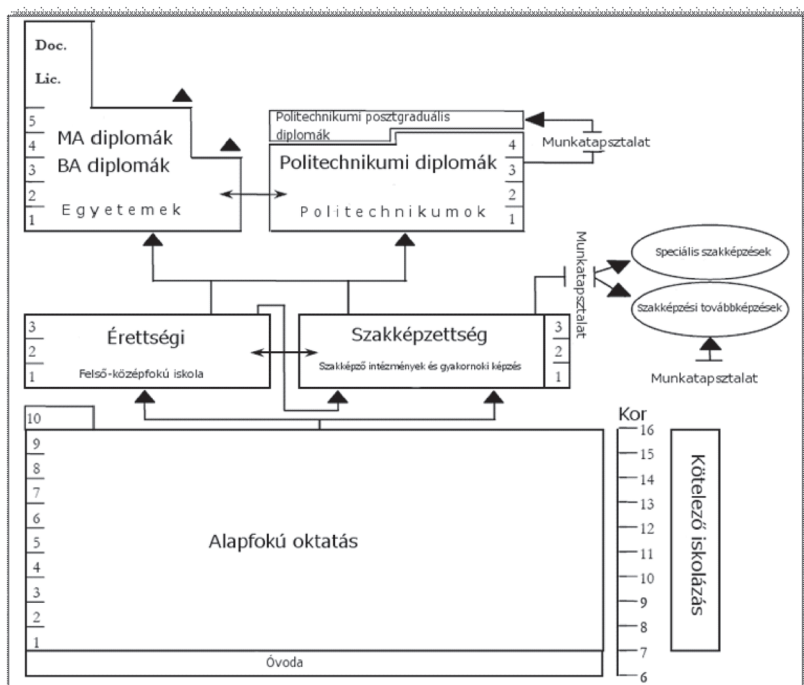 Doc.
Lic.
5
4
3
2
1
MA diplomák
BA diplomák
Egyetemek
Politechnikumi posztgraduális
diplomák
Politechnikumi diplomák
Politechnikumok
4
3
2
1
Munkatapsztalat
Munkatapsztalat
Speciális szakképzések
Szakképzési továbbképzések
Munkatapsztalat
3
2
1
Érettségi
Felső-középfokú iskola
Szakképzettség
Szakképző intézmények és gyakornoki képzés
3
2
1
10
9
8
7
6
5
4
3
2
1
Alapfokú oktatás
Óvoda
Kor
16
15
14
13
12
11
10
9
8
7
6
Kötelező iskolázás